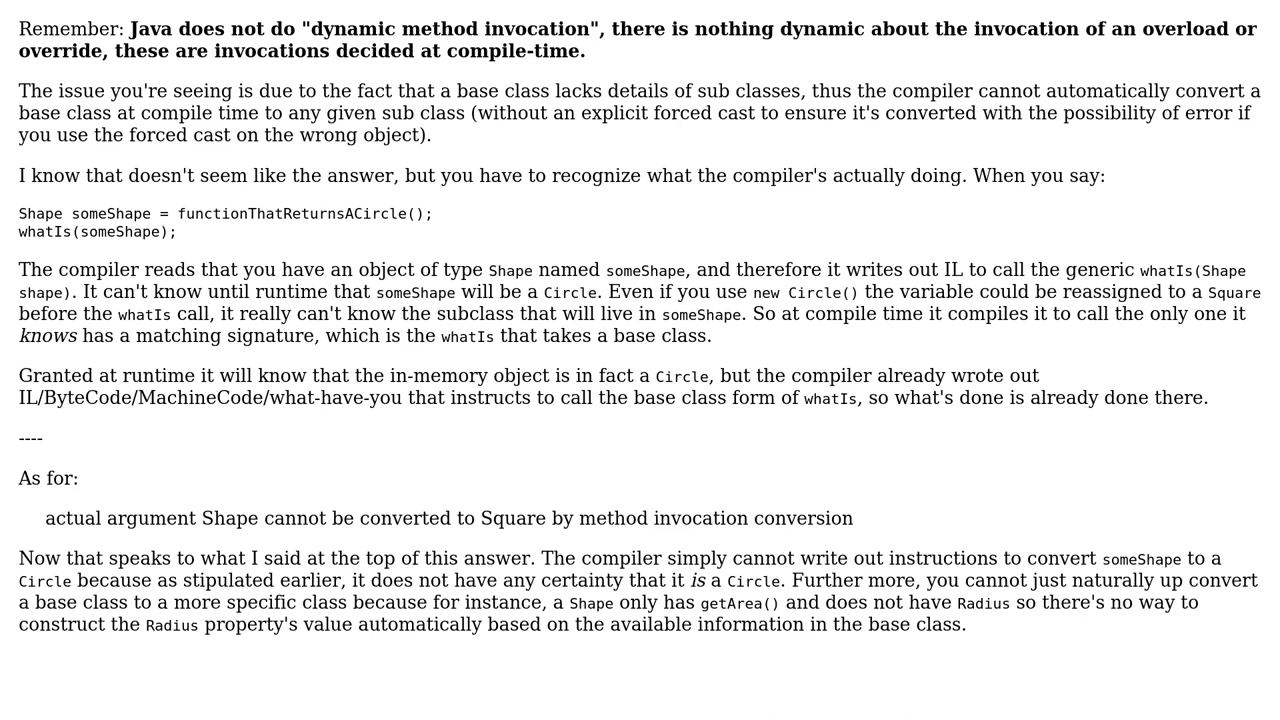 Remember: Java does not do "dynamic method invocation", there is nothing dynamic about the invocation of an overload or
override, these are invocations decided at compile-time.
The issue you're seeing is due to the fact that a base class lacks details of sub classes, thus the compiler cannot automatically convert a
base class at compile time to any given sub class (without an explicit forced cast to ensure it's converted with the possibility of error if
you use the forced cast on the wrong object).
I know that doesn't seem like the answer, but you have to recognize what the compiler's actually doing. When you say:
Shape someShape = functionThatReturnsACircle();
whatIs(someShape);
The compiler reads that you have an object of type Shape named someShape, and therefore it writes out IL to call the generic whatIs(Shape
shape). It can't know until runtime that someShape will be a Circle. Even if you use new Circle() the variable could be reassigned to a Square
before the whatIs call, it really can't know the subclass that will live in someShape. So at compile time it compiles it to call the only one it
knows has a matching signature, which is the whatIs that takes a base class.
Granted at runtime it will know that the in-memory object is in fact a Circle, but the compiler already wrote out
IL/ByteCode/MachineCode/what-have-you that instructs to call the base class form of whatIs, so what's done is already done there.
----
As for:
actual argument Shape cannot be converted to Square by method invocation conversion
Now that speaks to what I said at the top of this answer. The compiler simply cannot write out instructions to convert someShape to a
Circle because as stipulated earlier, it does not have any certainty that it is a Circle. Further more, you cannot just naturally up convert
a base class to a more specific class because for instance, a Shape only has getArea() and does not have Radius so there's no way to
construct the Radius property's value automatically based on the available information in the base class.